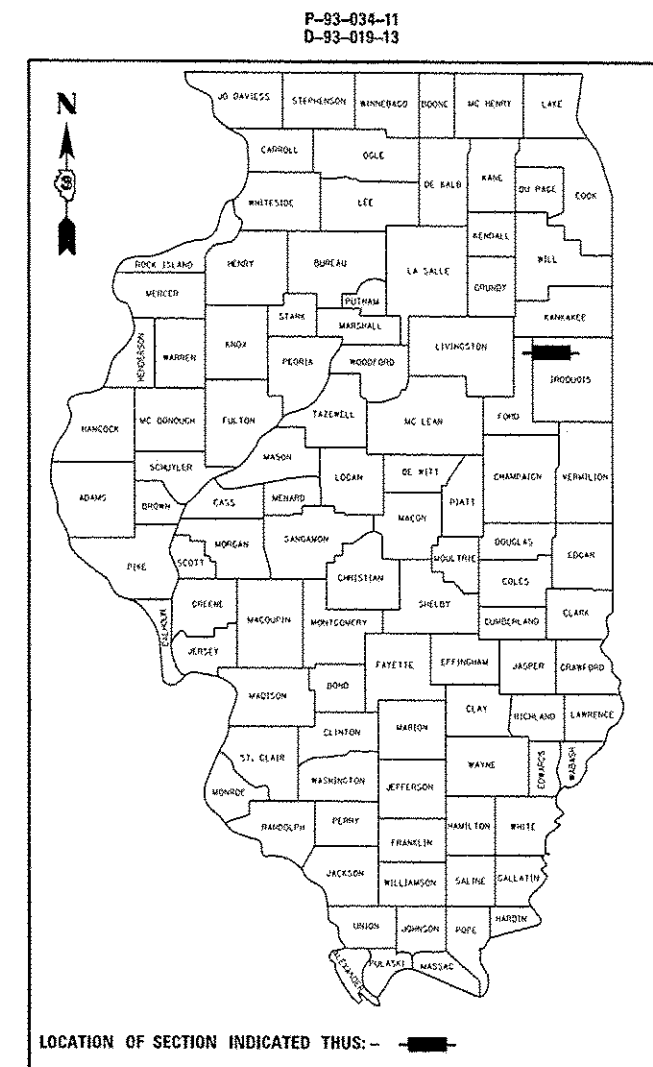 P-93-034-11
D-93-019-13
N
JO DAVIESS STEPHENSON WINNEBAGO BOONE MC HENRY LAKE
CARROLL OGLE
DE KALB KANE DU PAGE COOK
WHITESIDE LEE
KENDALL WILL
ROCK ISLAND HENRY BUREAU LA SALLE
GRUNDY
MERCER PUTNAM
STARK MARSHALL KANKAKEE
HENDERSON WARREN KNOX PEORIA WOODFORD LIVINGSTON
IROQUOIS
HANCOCK MC DONOUGH FULTON TAZEWELL MC LEAN FORD
MASON
SCHUYLER LOGAN DE WITT CHAMPAIGN VERMILION
ADAMS BROWN CASS MENARD PIATT
MACON
PIKE SCOTT MORGAN SANGAMON MOULTRIE DOUGLAS EDGAR
CHRISTIAN COLES
CALHOUN GREENE MACOUPIN MONTGOMERY SHELBY CUMBERLAND CLARK
JERSEY
FAYETTE EFFINGHAM JASPER CRAWFORD
MADISON BOND
CLAY RICHLAND LAWRENCE
CLINTON MARION
ST. CLAIR WAYNE EDWARDS WABASH
WASHINGTON JEFFERSON
MONROE
RANDOLPH PERRY HAMILTON WHITE
FRANKLIN
JACKSON WILLIAMSON SALINE GALLATIN
UNION JOHNSON POPE HARDIN
ALEXANDER PULASKI MASSAC
LOCATION OF SECTION INDICATED THUS: -